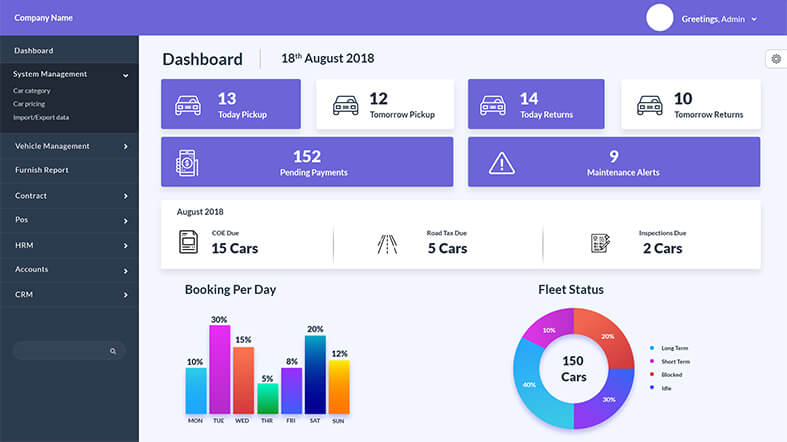 Company Name
Greetings, Admin
Dashboard
System Management
Car category
Car pricing
Import/Export data
Vehicle Management
Furnish Report
Contract
Pos
HRM
Accounts
CRM
Dashboard
18th August 2018
13
Today Pickup
12
Tomorrow Pickup
14
Today Returns
10
Tomorrow Returns
152
Pending Payments
9
Maintenance Alerts
August 2018
COE Due
15 Cars
Road Tax Due
5 Cars
Inspections Due
2 Cars
Booking Per Day
10%
30%
15%
5%
8%
20%
12%
MON
TUE
WED
THR
FRI
SAT
SUN
Fleet Status
10%
20%
40%
30%
150
Cars
Long Term
Short Term
Blocked
Idle